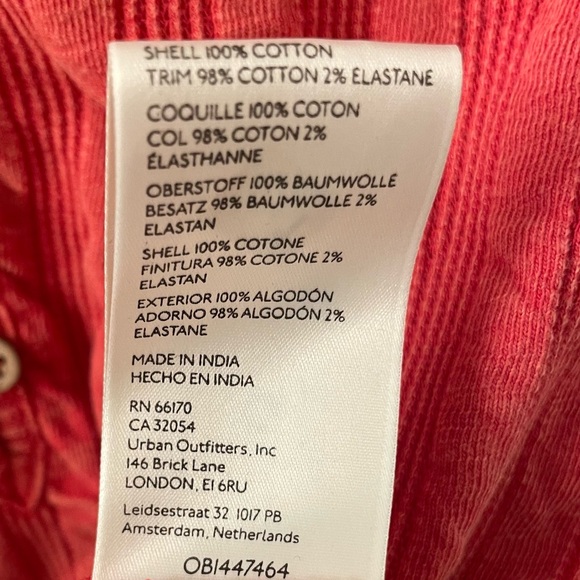 SHELL 100% COTTON
TRIM 98% COTTON 2% ELASTANE
COQUILLE 100% COTON
COL 98% COTON 2%
ÉLASTHANNE
OBERSTOFF 100% BAUMWOLLE
BESATZ 98% BAUMWOLLE 2%
ELASTAN
SHELL 100% COTONE
FINITURA 98% COTONE 2%
ELASTAN
EXTERIOR 100% ALGODÓN
ADORNO 98% ALGODÓN 2%
ELASTANE
MADE IN INDIA
HECHO EN INDIA
RN 66170
CA 32054
Urban Outfitters, Inc
146 Brick Lane
LONDON, E1 6RU
Leidsestraat 32 1017 PB
Amsterdam, Netherlands
OB1447464